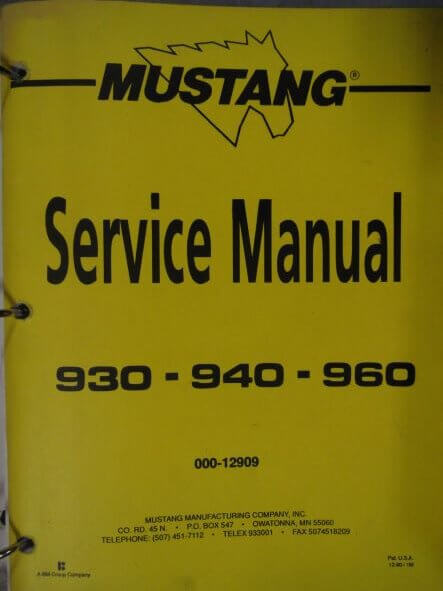 MUSTANG®
Service Manual
930 - 940 - 960
000-12909
MUSTANG MANUFACTURING COMPANY, INC.
CO. RD. 45 N. • P.O. BOX 547 • OWATONNA, MN 55060
TELEPHONE: (507) 451-7112 • TELEX 933001 • FAX 5074518209
Pat. U.S.A.